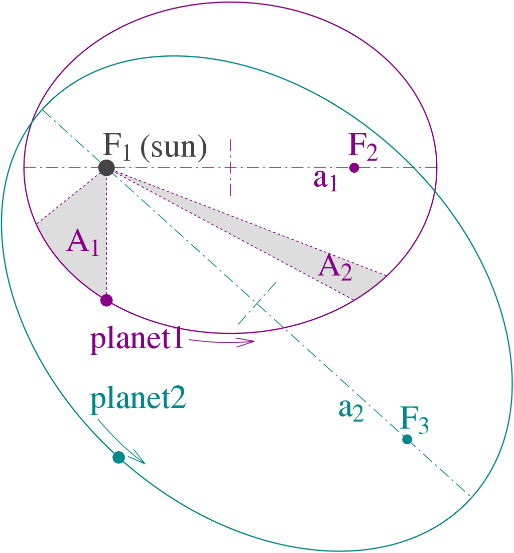 F₁ (sun)
F₂
a₁
A₁
A₂
planet1
planet2
a₂
F₃